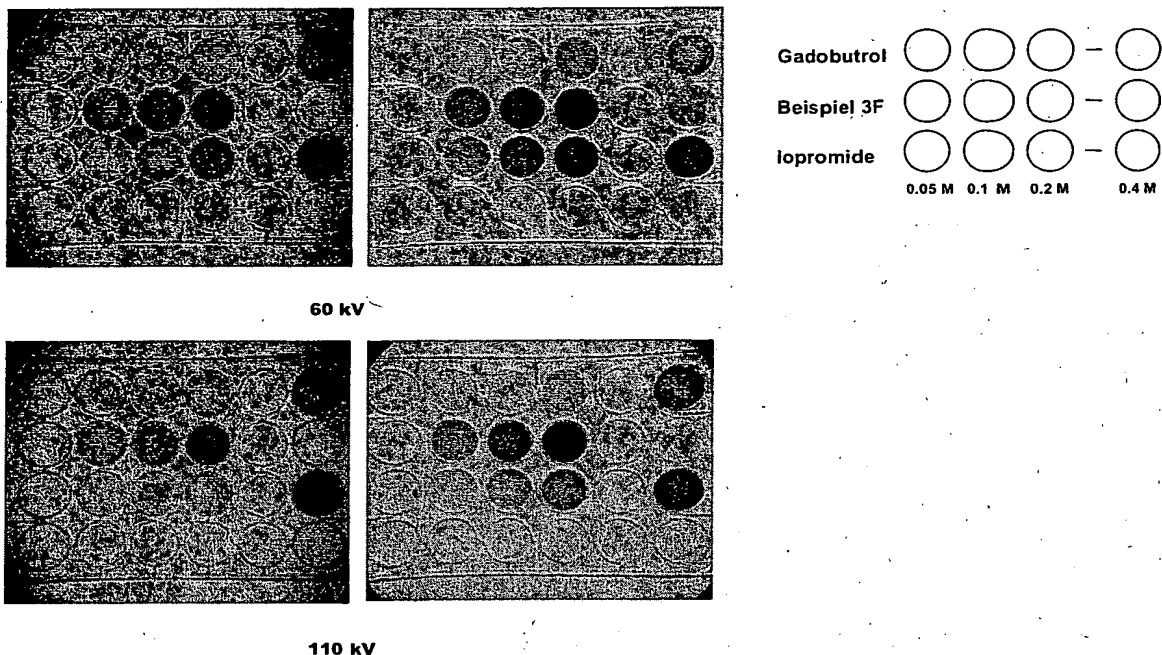 Gadobutrol
Beispiel 3F
Iopromide
0.05 M 0.1 M 0.2 M 0.4 M
60 kV
110 kV